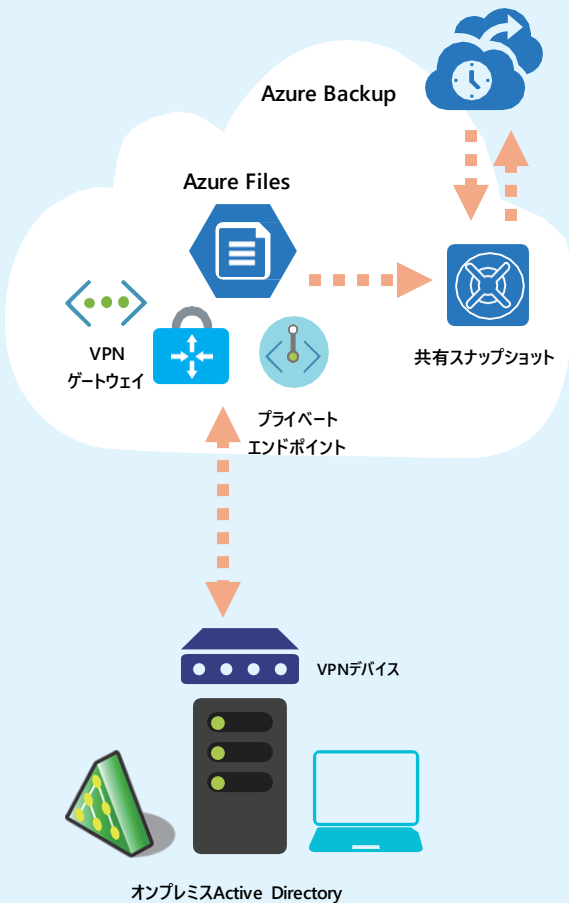 Azure Backup
Azure Files
VPN
ゲートウェイ
共有スナップショット
プライベート
エンドポイント
VPNデバイス
オンプレミスActive Directory